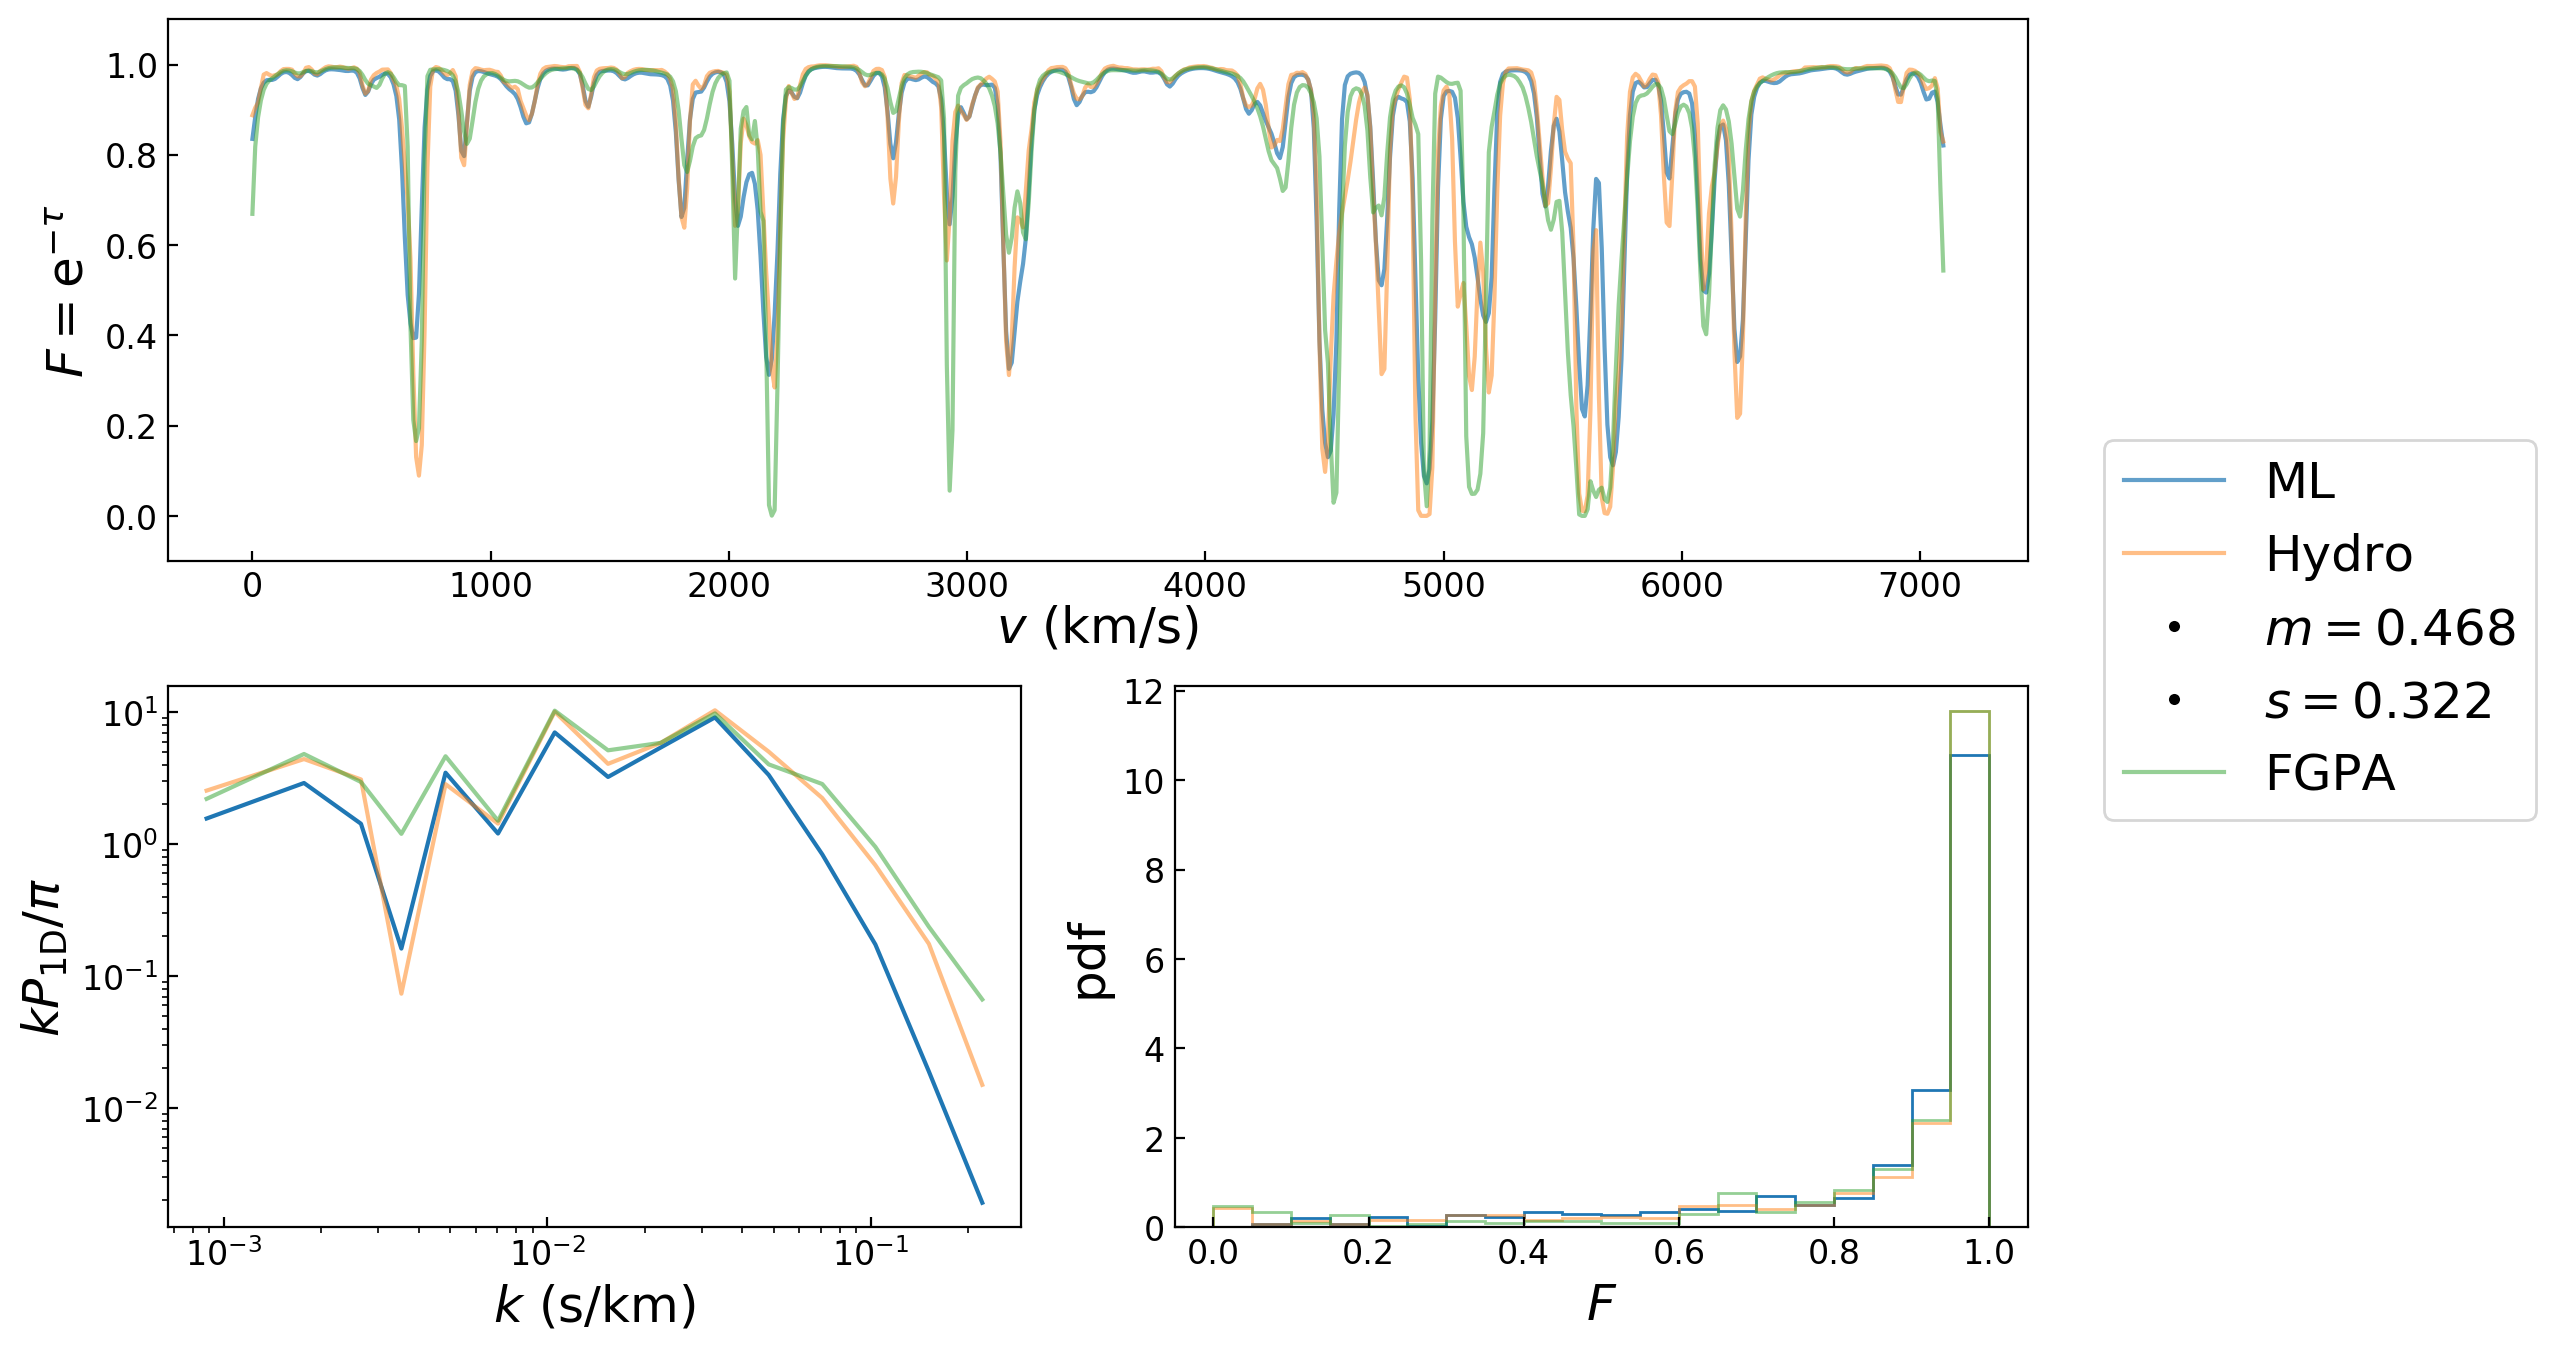 1.0
0.8
0.6
0.4
0.2
0.0
F = e^{-τ}
0 1000 2000 3000 4000 5000 6000 7000
v (km/s)
ML
Hydro
m = 0.468
s = 0.322
FGPA
10^1
10^0
10^{-1}
10^{-2}
kP_{1D}/π
10^{-3} 10^{-2} 10^{-1}
k (s/km)
12
10
8
6
4
2
0
pdf
0.0 0.2 0.4 0.6 0.8 1.0
F